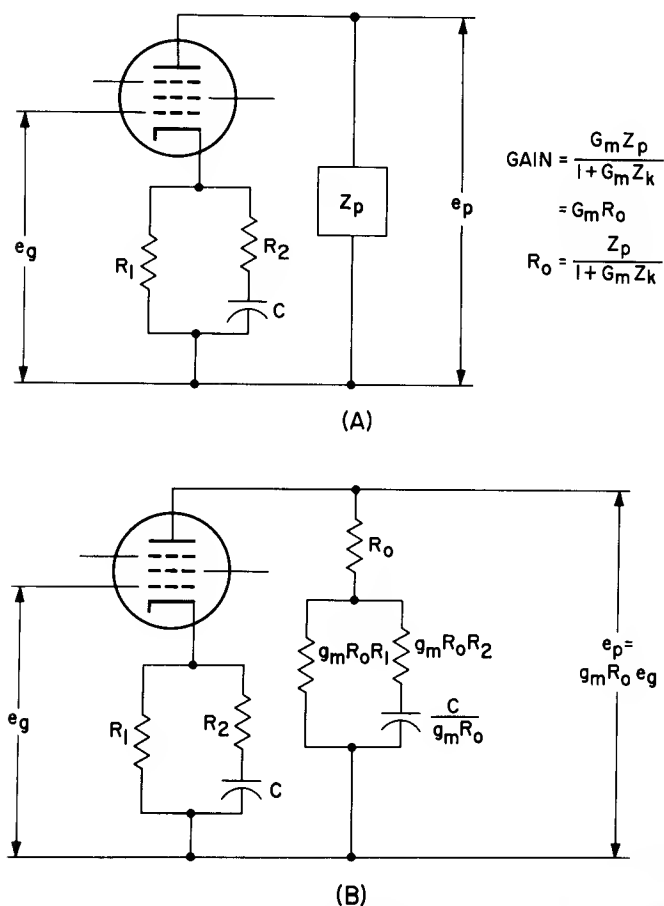 eg
R1
R2
C
Zp
ep
GAIN = GmZp / 1 + GmZk
= GmRo
Ro = Zp / 1 + GmZk
(A)
eg
R1
R2
C
Ro
gmRoR1
gmRoR2
C / gmRo
ep =
gmRo eg
(B)